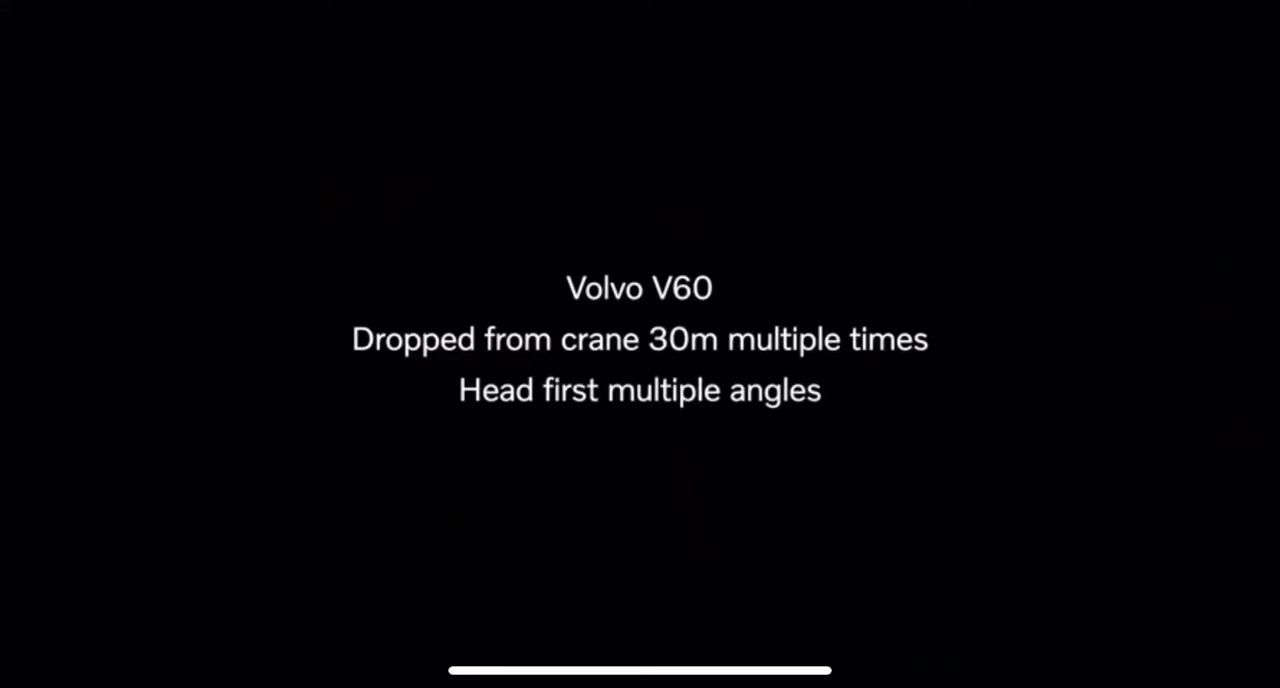 Volvo V60
Dropped from crane 30m multiple times
Head first multiple angles